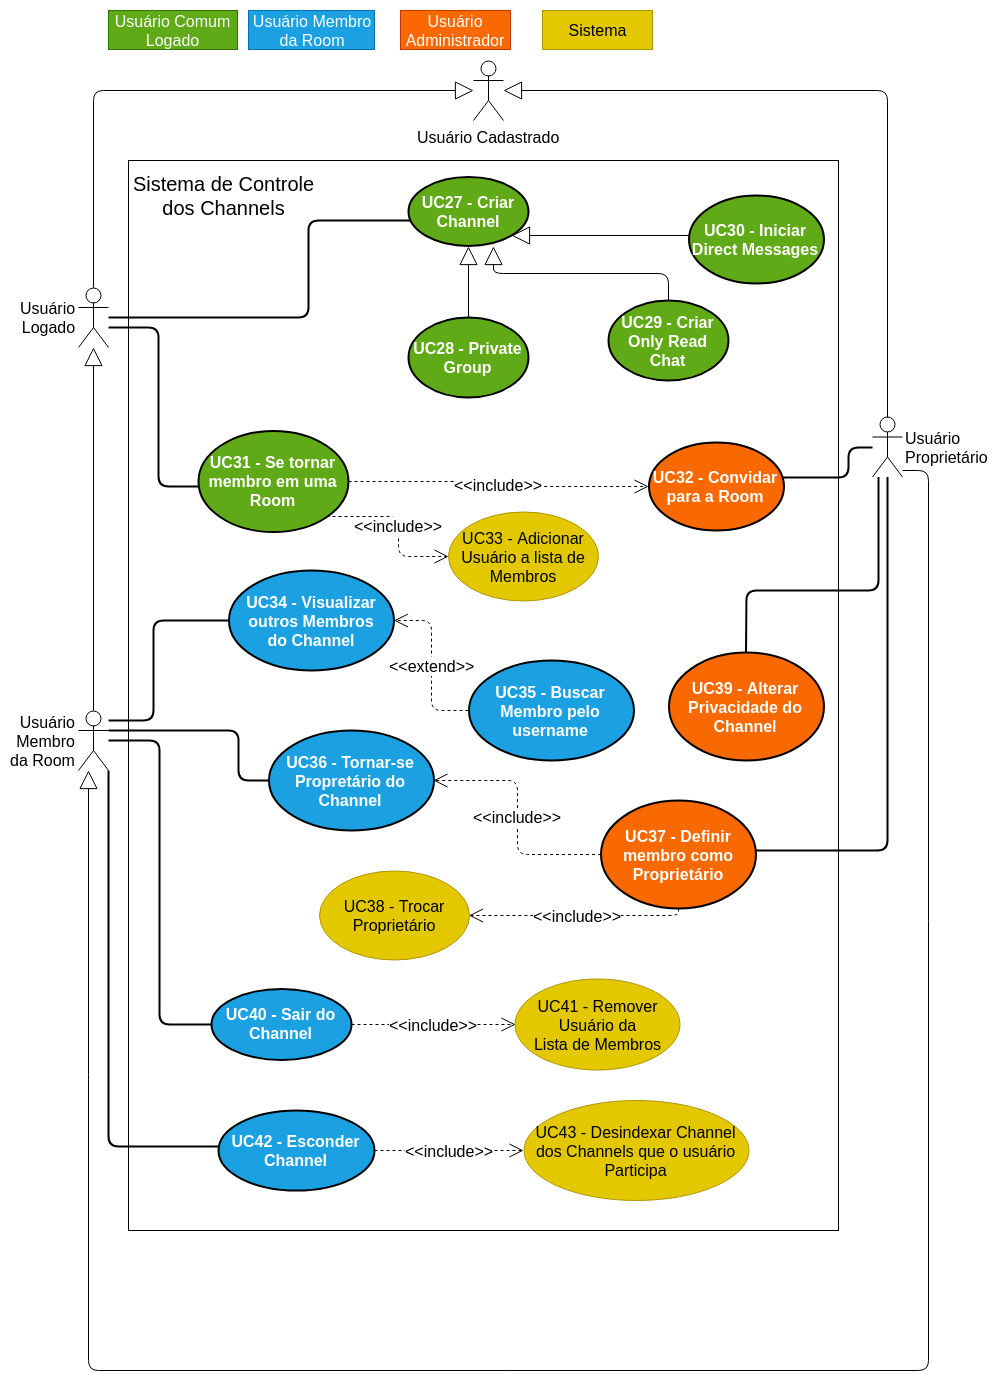 Usuário Comum
Logado
Usuário Membro
da Room
Usuário
Administrador
Sistema
Usuário Cadastrado
Sistema de Controle
dos Channels
UC27 - Criar
Channel
UC30 - Iniciar
Direct Messages
Usuário
Logado
UC28 - Private
Group
UC29 - Criar
Only Read
Chat
Usuário
Proprietário
UC31 - Se tornar
membro em uma
Room
<<include>>
UC32 - Convidar
para a Room
<<include>>
UC33 - Adicionar
Usuário a lista de
Membros
UC34 - Visualizar
outros Membros
do Channel
<<extend>>
UC35 - Buscar
Membro pelo
username
UC39 - Alterar
Privacidade do
Channel
Usuário
Membro
da Room
UC36 - Tornar-se
Propretário do
Channel
<<include>>
UC37 - Definir
membro como
Proprietário
UC38 - Trocar
Proprietário
<<include>>
UC40 - Sair do
Channel
<<include>>
UC41 - Remover
Usuário da
Lista de Membros
UC42 - Esconder
Channel
<<include>>
UC43 - Desindexar Channel
dos Channels que o usuário
Participa